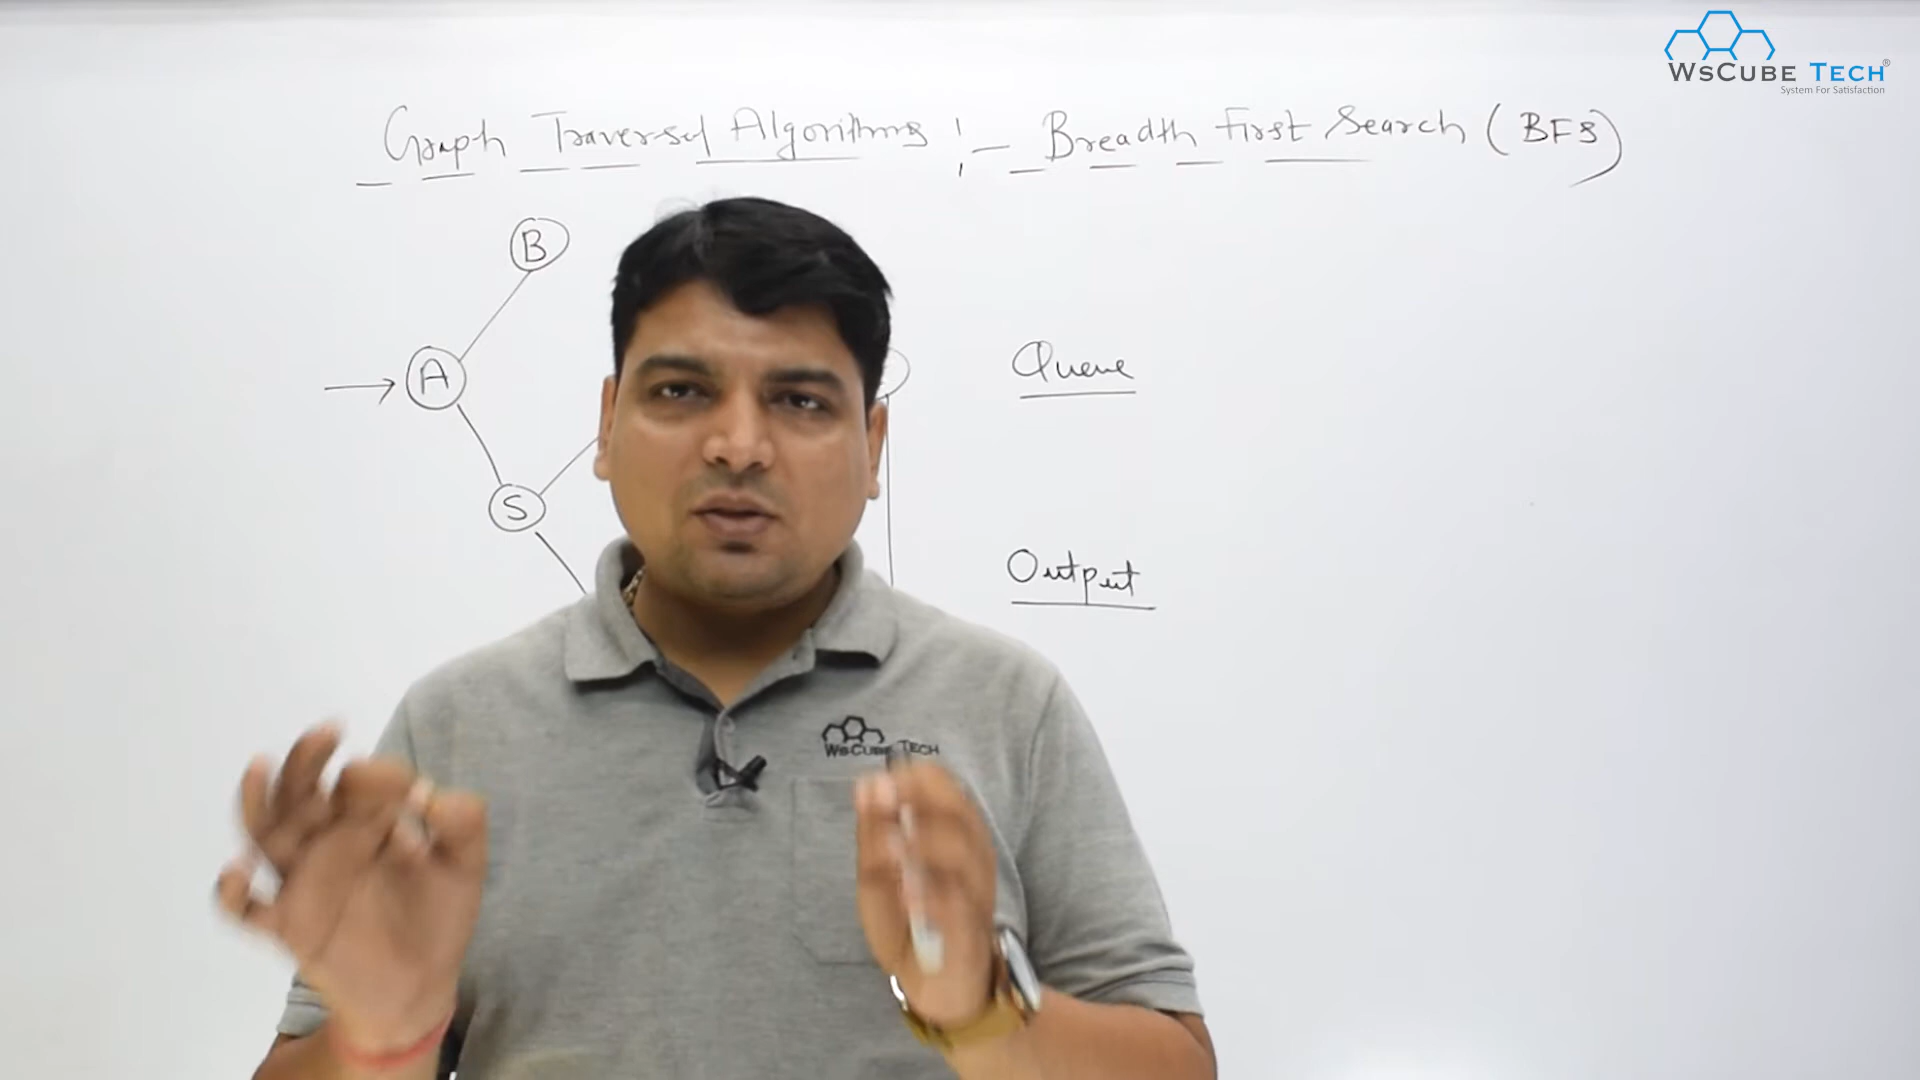 WsCube Tech®
System For Satisfaction
Graph Traversal Algorithms :- Breadth First Search (BFS)
B
A
Queue
S
Output
WsCube Tech